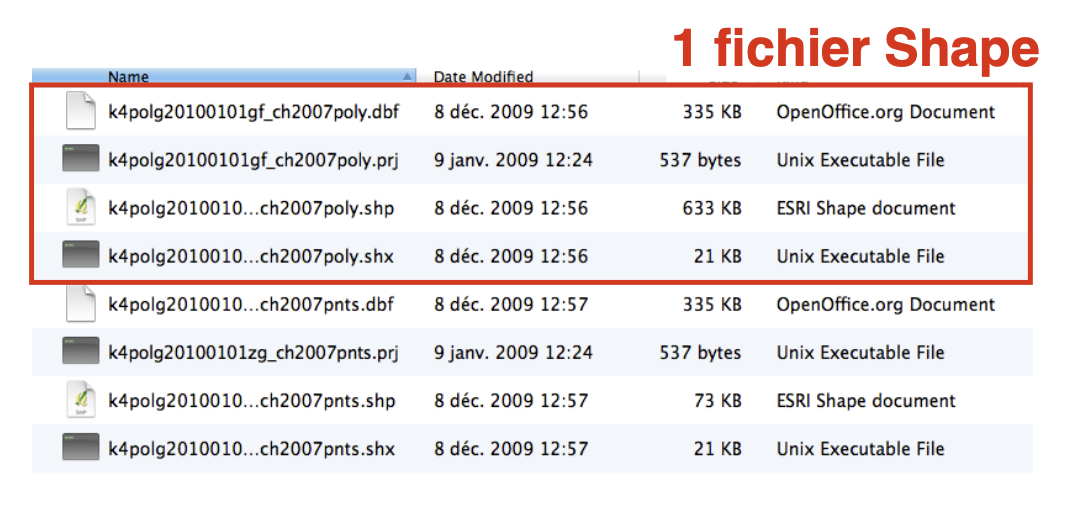 1 fichier Shape
Name Date Modified
k4polg20100101gf_ch2007poly.dbf 8 déc. 2009 12:56 335 KB OpenOffice.org Document
k4polg20100101gf_ch2007poly.prj 9 janv. 2009 12:24 537 bytes Unix Executable File
k4polg2010010...ch2007poly.shp 8 déc. 2009 12:56 633 KB ESRI Shape document
k4polg2010010...ch2007poly.shx 8 déc. 2009 12:56 21 KB Unix Executable File
k4polg2010010...ch2007pnts.dbf 8 déc. 2009 12:57 335 KB OpenOffice.org Document
k4polg20100101zg_ch2007pnts.prj 9 janv. 2009 12:24 537 bytes Unix Executable File
k4polg2010010...ch2007pnts.shp 8 déc. 2009 12:57 73 KB ESRI Shape document
k4polg2010010...ch2007pnts.shx 8 déc. 2009 12:57 21 KB Unix Executable File